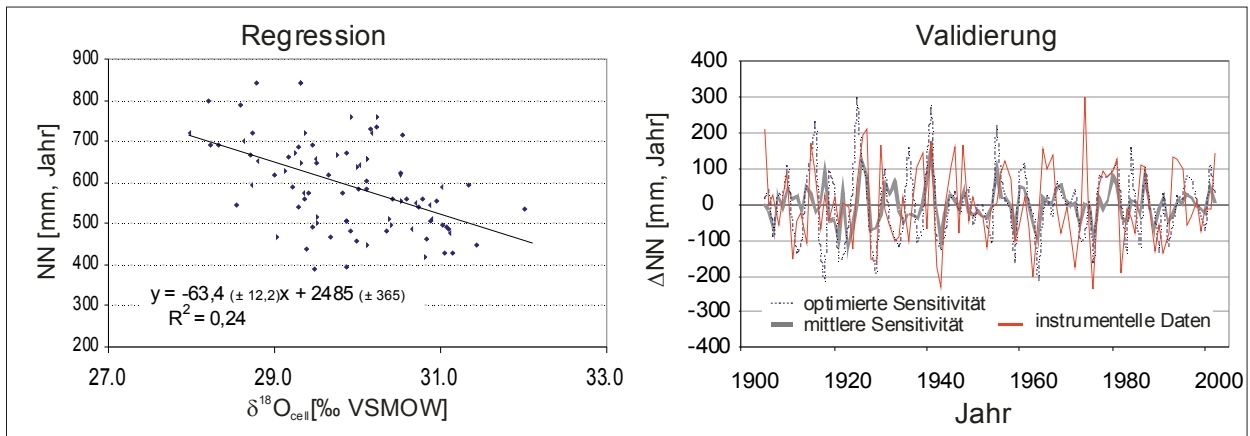 Regression
900
800
700
600
500
400
300
200
NN [mm, Jahr]
y = -63,4 (± 12,2)x + 2485 (± 365)
R² = 0,24
27.0 29.0 31.0 33.0
δ¹⁸O_cell[‰ VSMOW]
Validierung
400
300
200
100
0
-100
-200
-300
-400
ΔNN [mm, Jahr]
optimierte Sensitivität
mittlere Sensitivität
instrumentelle Daten
1900 1920 1940 1960 1980 2000
Jahr